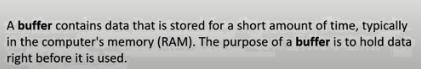 A buffer contains data that is stored for a short amount of time, typically
in the computer's memory (RAM). The purpose of a buffer is to hold data
right before it is used.